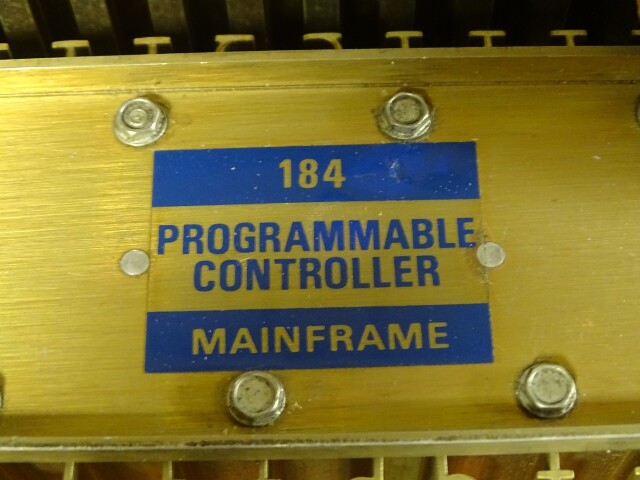 184
PROGRAMMABLE
CONTROLLER
MAINFRAME